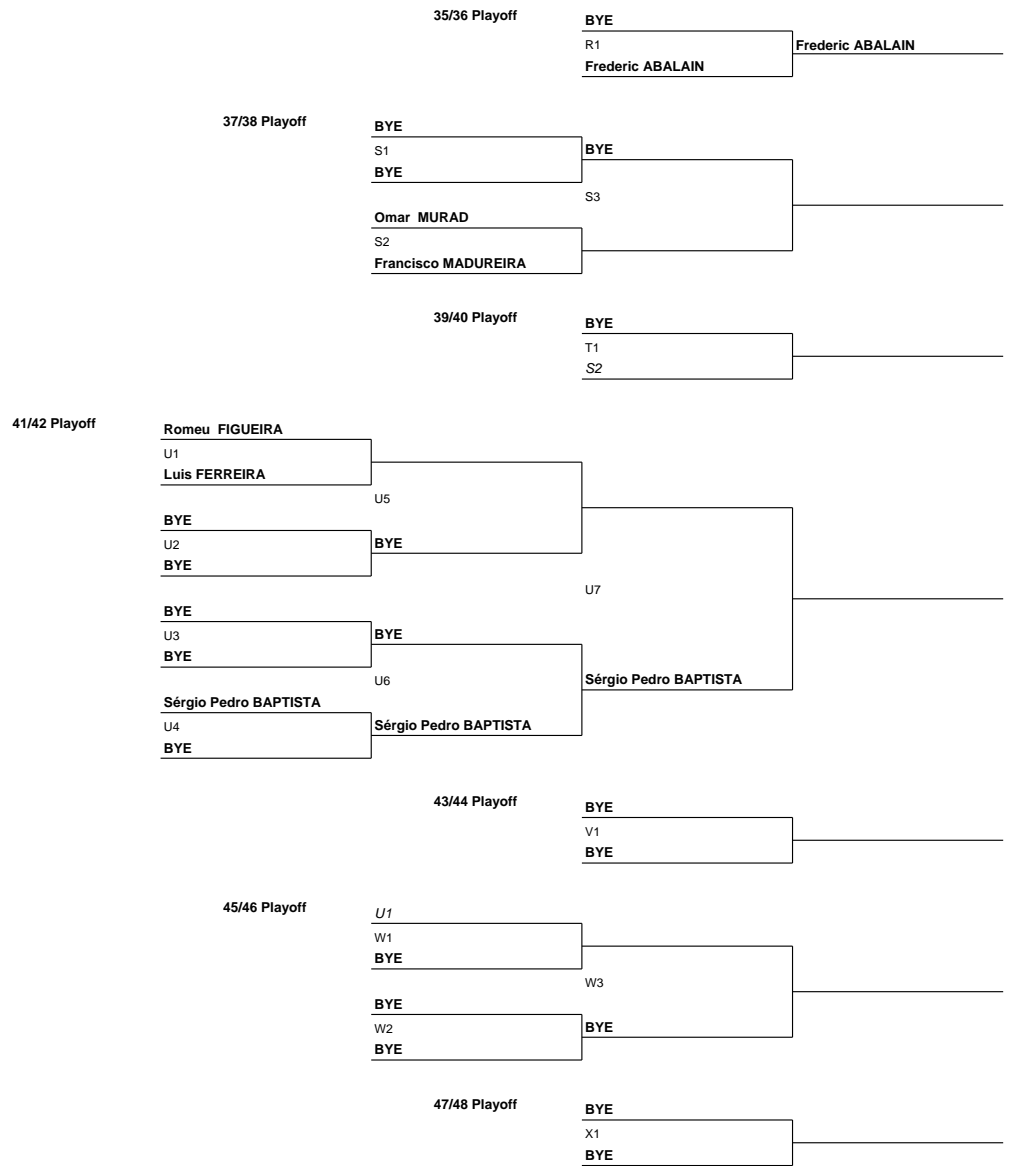 35/36 Playoff
BYE
R1
Frederic ABALAIN
Frederic ABALAIN
37/38 Playoff
BYE
S1
BYE
BYE
S3
Omar MURAD
S2
Francisco MADUREIRA
39/40 Playoff
BYE
T1
S2
41/42 Playoff
Romeu FIGUEIRA
U1
Luis FERREIRA
U5
BYE
U2
BYE
BYE
U7
BYE
U3
BYE
BYE
U6
Sérgio Pedro BAPTISTA
Sérgio Pedro BAPTISTA
U4
Sérgio Pedro BAPTISTA
BYE
43/44 Playoff
BYE
V1
BYE
45/46 Playoff
U1
W1
BYE
W3
BYE
W2
BYE
BYE
47/48 Playoff
BYE
X1
BYE